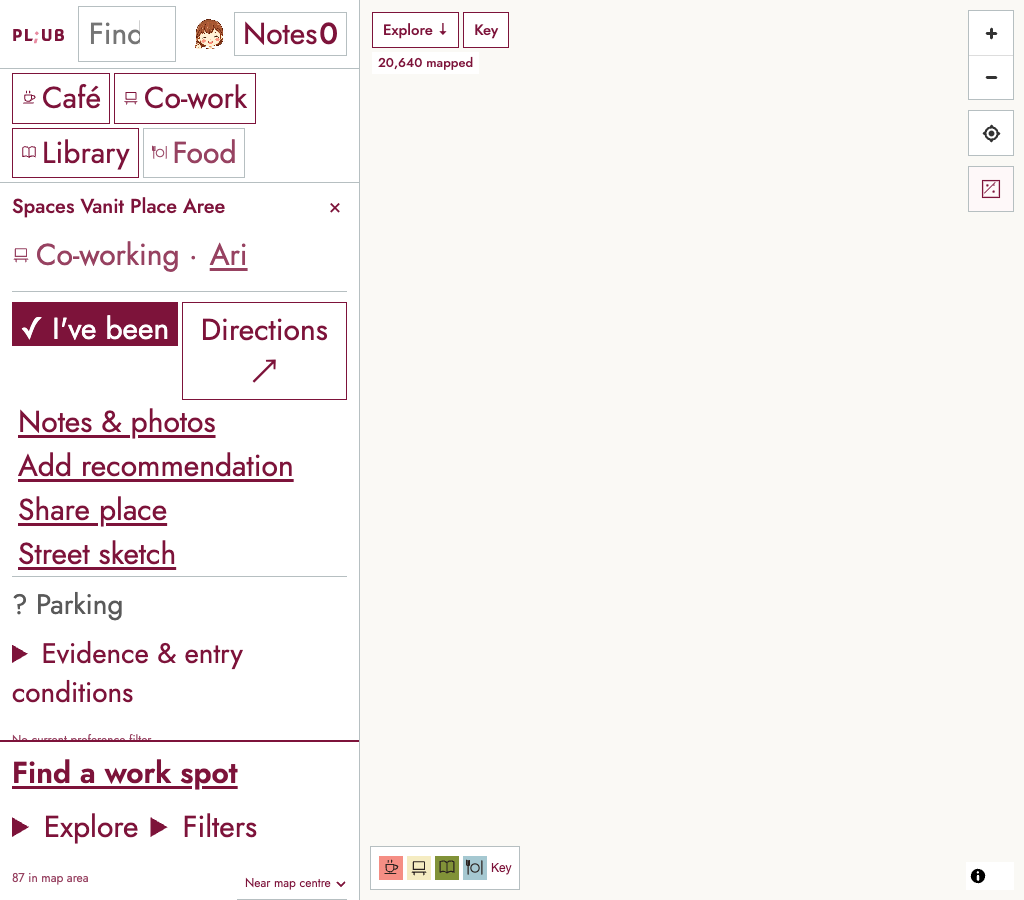 PL;UB
Find
Notes 0
Café
Co-work
Library
Food
Spaces Vanit Place Aree
×
Co-working · Ari
✓ I've been
Directions ↗
Notes & photos
Add recommendation
Share place
Street sketch
? Parking
▶ Evidence & entry
conditions
No current preference filter
Find a work spot
▶ Explore ▶ Filters
87 in map area
Near map centre
Explore ↓
Key
20,640 mapped
+
−
Key